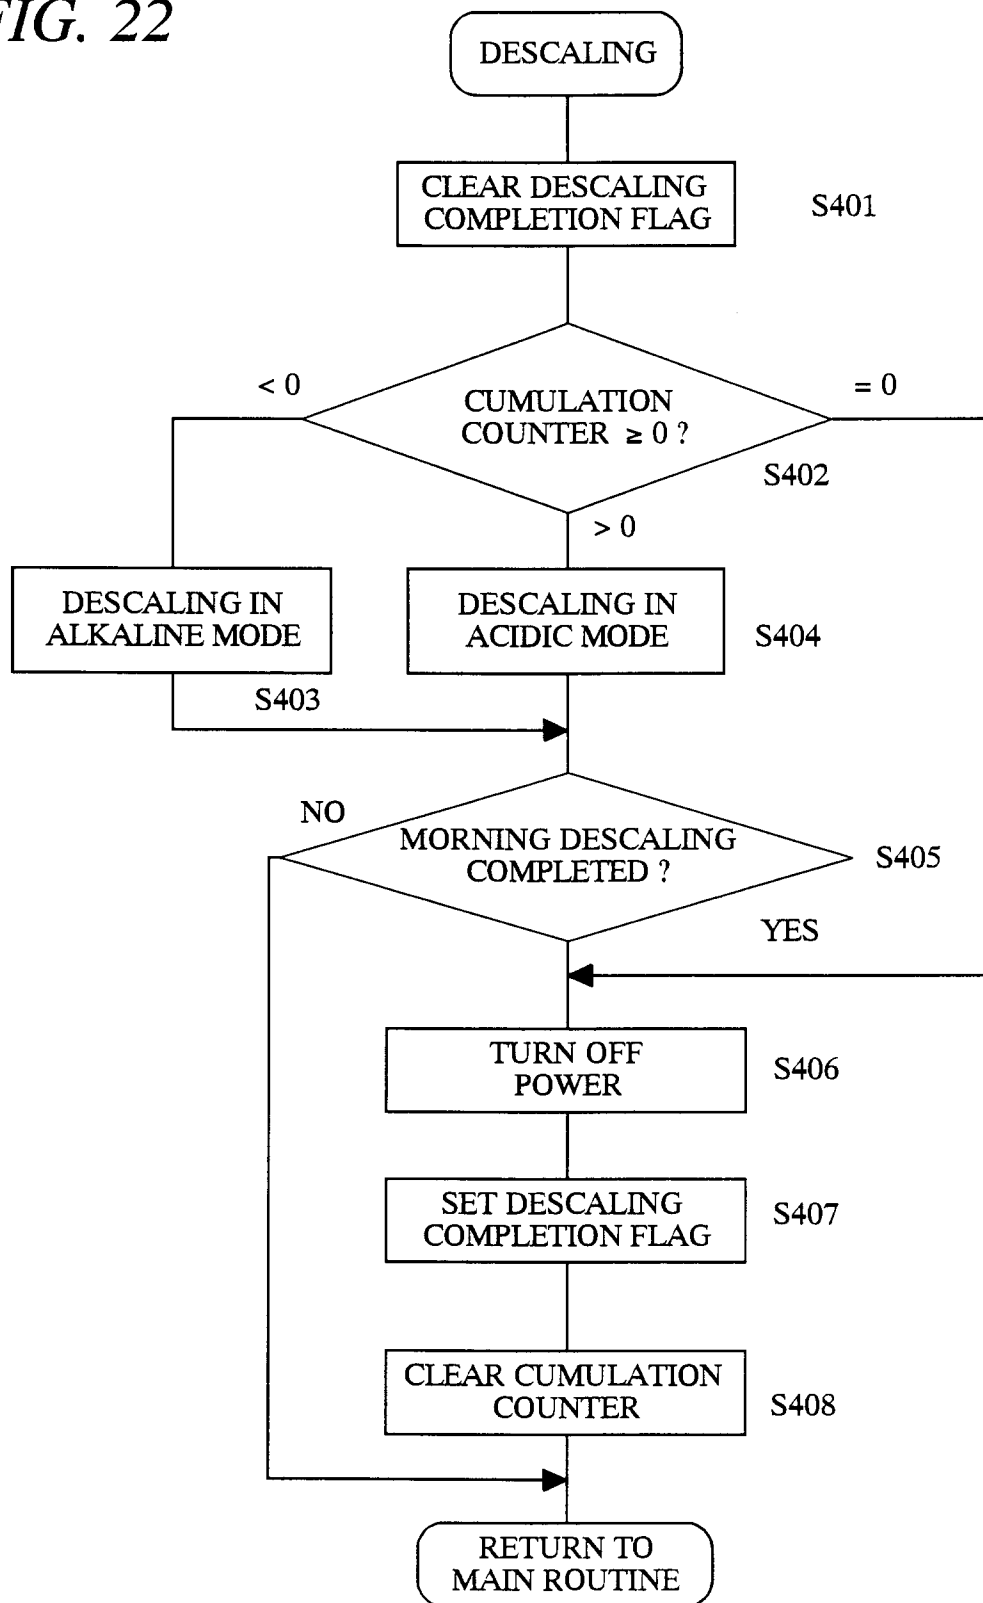 FIG. 22
DESCALING
CLEAR DESCALING
COMPLETION FLAG
S401
< 0
= 0
CUMULATION
COUNTER ≥ 0 ?
S402
> 0
DESCALING IN
ALKALINE MODE
S403
DESCALING IN
ACIDIC MODE
S404
NO
MORNING DESCALING
COMPLETED ?
S405
YES
TURN OFF
POWER
S406
SET DESCALING
COMPLETION FLAG
S407
CLEAR CUMULATION
COUNTER
S408
RETURN TO
MAIN ROUTINE